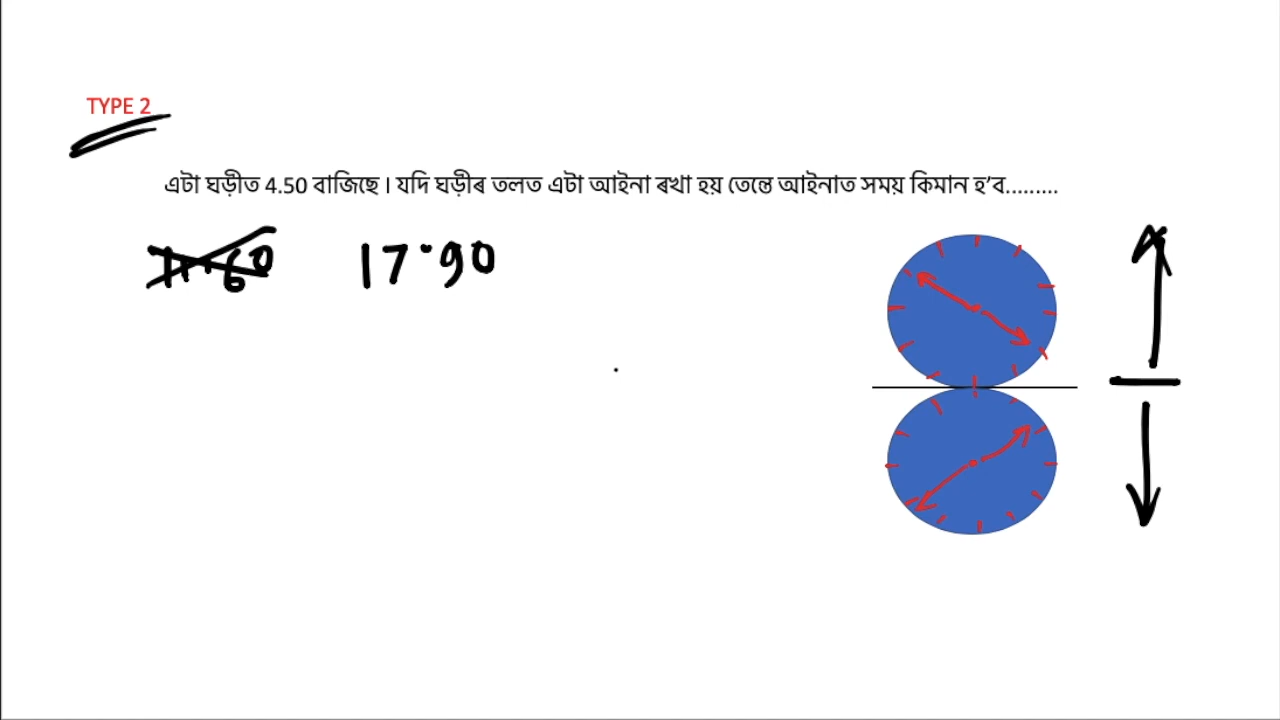 TYPE 2
এটা ঘড়ীত 4.50 বাজিছে । যদি ঘড়ীৰ তলত এটা আইনা ৰখা হয় তেন্তে আইনাত সময় কিমান হ’ব.........
17.90